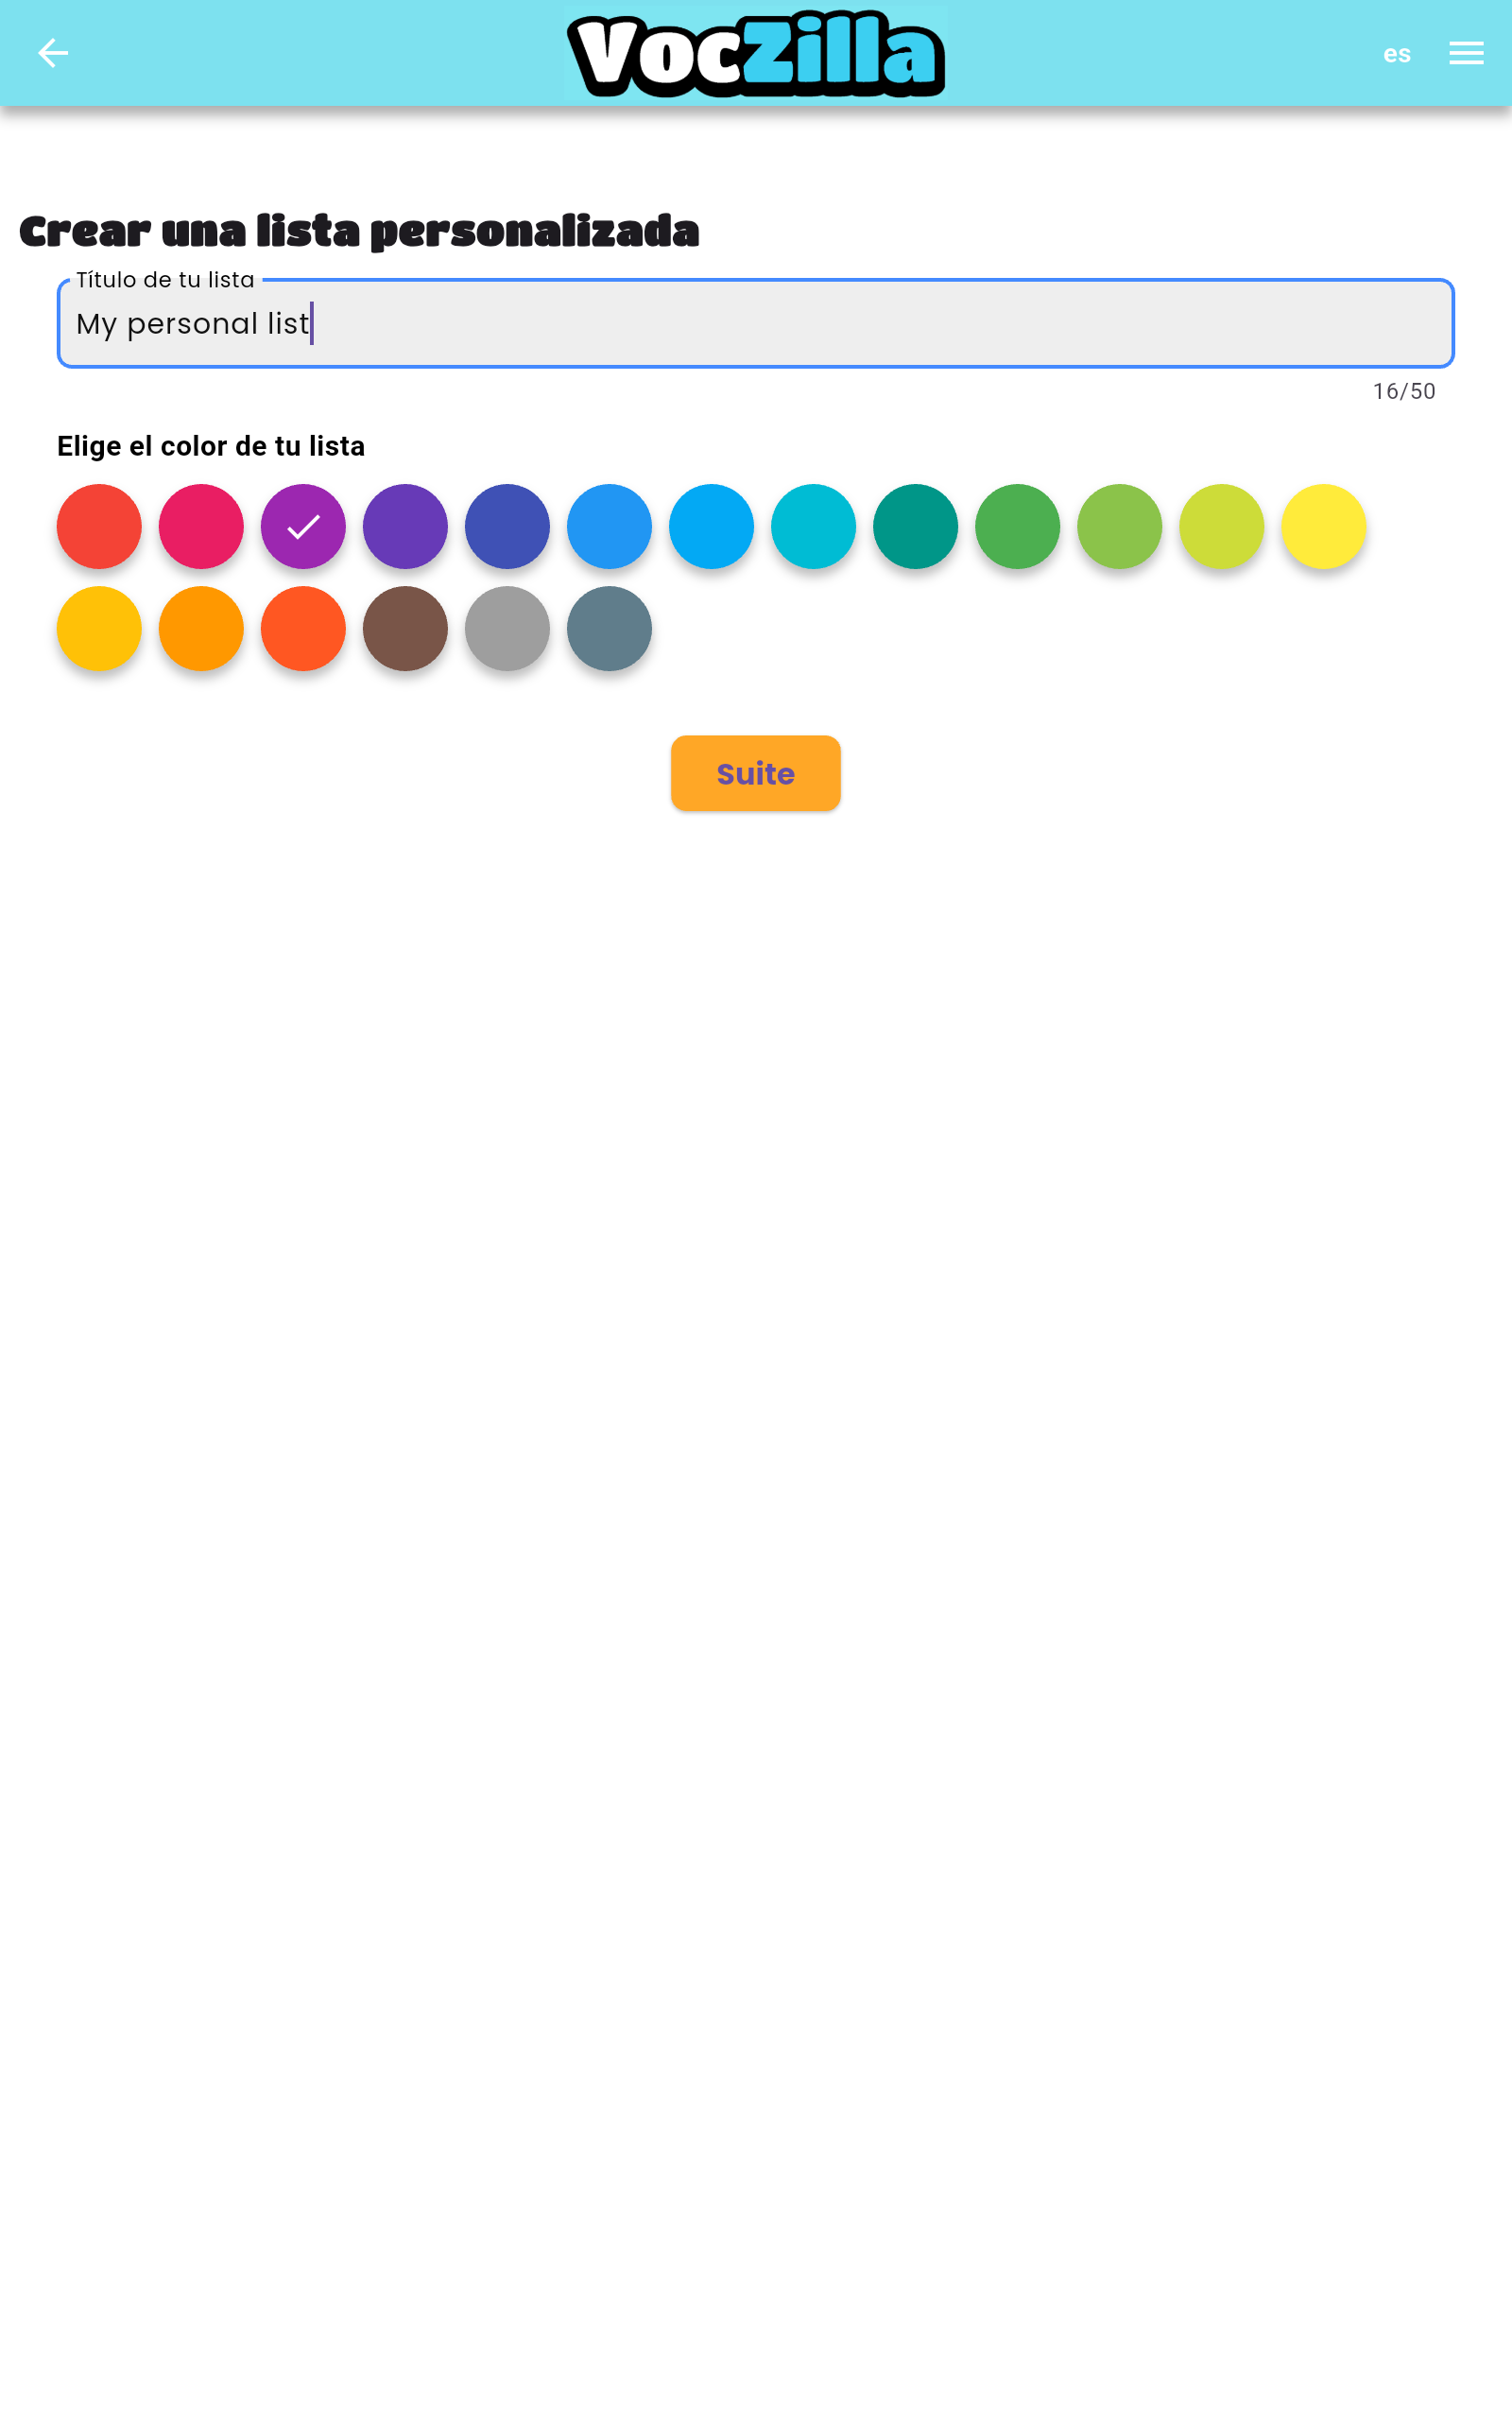 VocZilla
es
Crear una lista personalizada
Título de tu lista
My personal list
16/50
Elige el color de tu lista
Suite